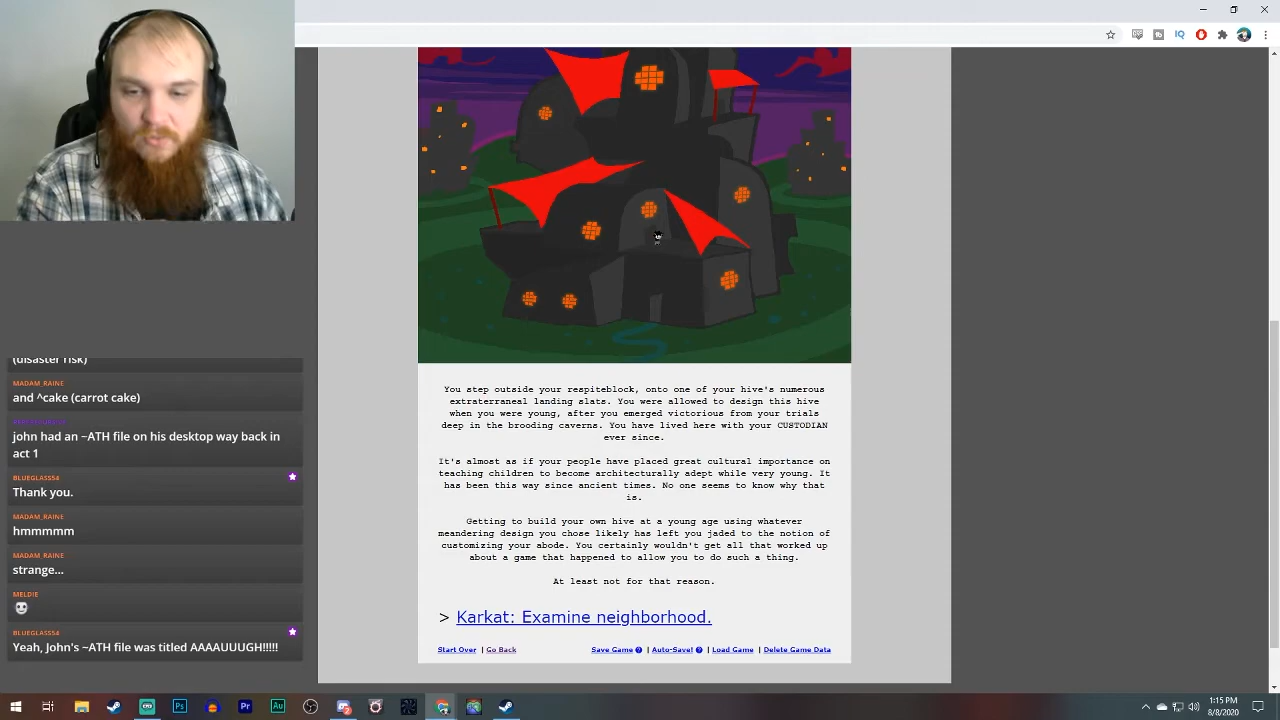 (disaster risk)
MADAM_RAINE
and ^cake (carrot cake)
john had an ~ATH file on his desktop way back in
act 1
BLUEGLASS54
Thank you.
MADAM_RAINE
hmmmmm
MADAM_RAINE
strange...
MELDIE
BLUEGLASS54
Yeah, John's ~ATH file was titled AAAAUUUGH!!!!!
You step outside your respiteblock, onto one of your hive's numerous
extraterraneal landing slats. You were allowed to design this hive
when you were young, after you emerged victorious from your trials
deep in the brooding caverns. You have lived here with your CUSTODIAN
ever since.
It's almost as if your people have placed great cultural importance on
teaching children to become architecturally adept while very young. It
has been this way since ancient times. No one seems to know why that
is.
Getting to build your own hive at a young age using whatever
meandering design you chose likely has left you jaded to the notion of
customizing your abode. You certainly wouldn't get all that worked up
about a game that happened to allow you to do such a thing.
At least not for that reason.
> Karkat: Examine neighborhood.
Start Over | Go Back Save Game ? | Auto-Save! ? | Load Game | Delete Game Data
1:15 PM
8/8/2020